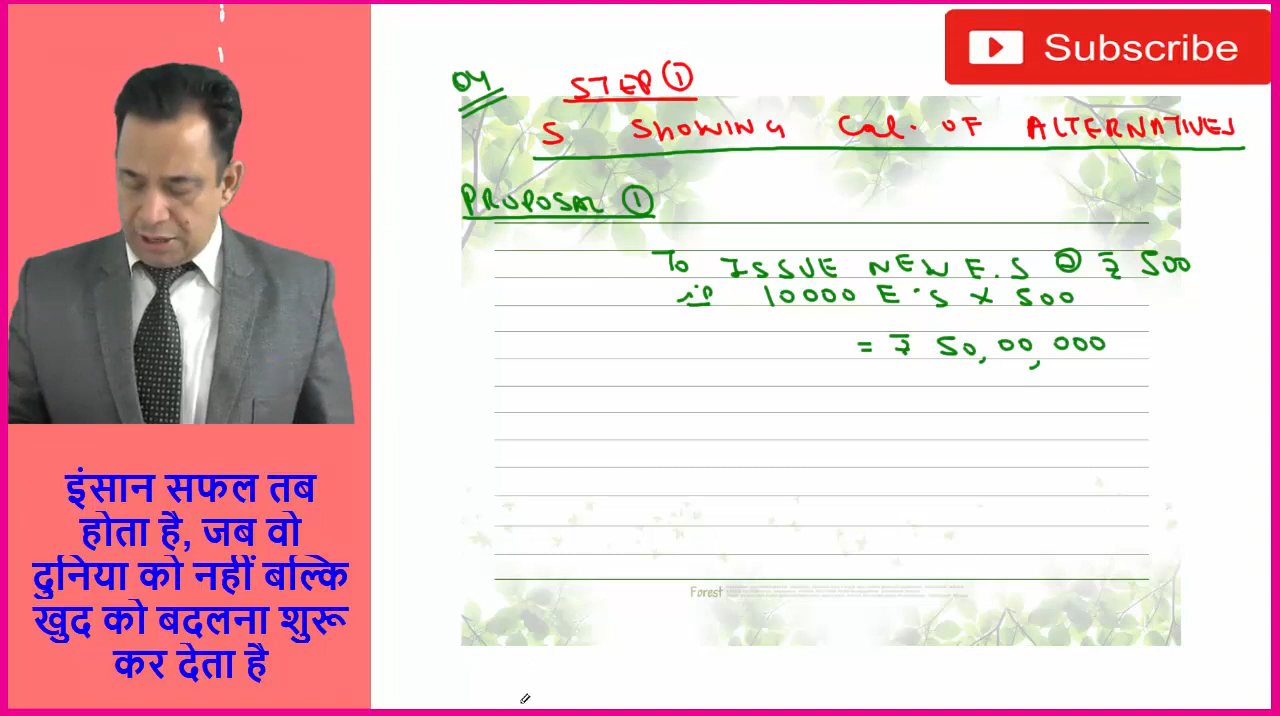 Subscribe
04 STEP ①
S SHOWING Cal. OF ALTERNATIVES
PROPOSAL ①
To ISSUE NEW E.S @ ₹ 500
ie 10000 E.S X 500
= ₹ 50,00,000
इंसान सफल तब
होता है, जब वो
दुनिया को नहीं बल्कि
खुद को बदलना शुरू
कर देता है
Forest